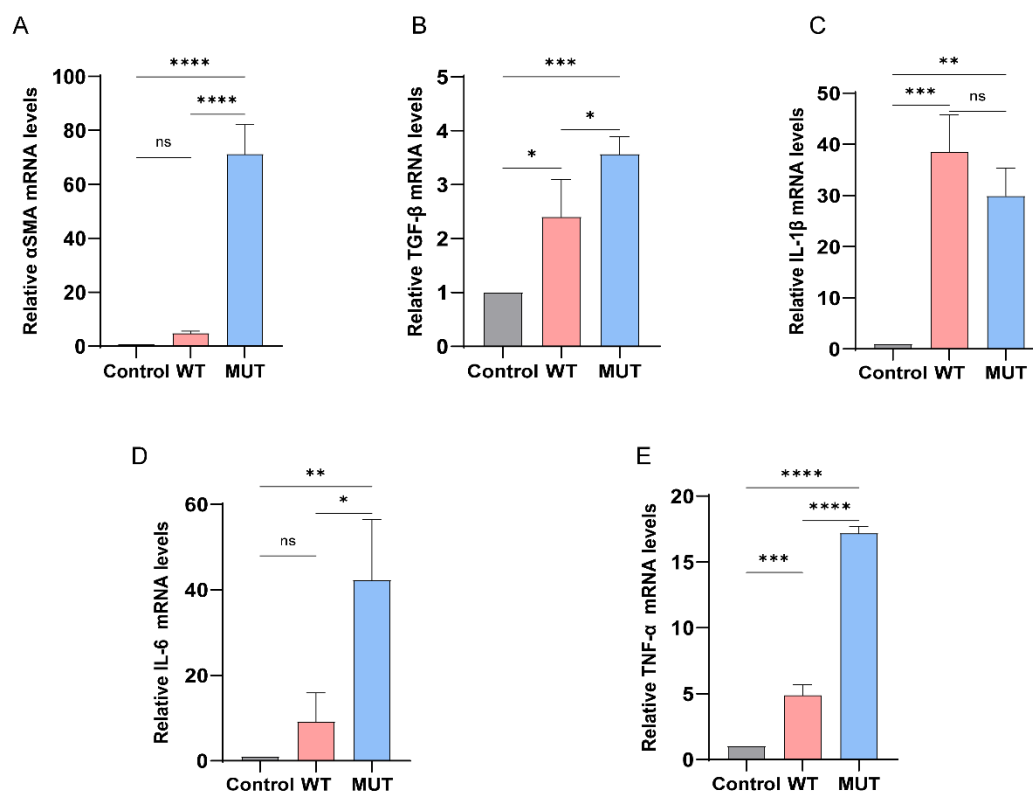 A
Relative αSMA mRNA levels
100
80
60
40
20
0
****
****
ns
Control WT MUT
B
Relative TGF-β mRNA levels
5
4
3
2
1
0
***
*
*
Control WT MUT
C
Relative IL-1β mRNA levels
50
40
30
20
10
0
**
***
ns
Control WT MUT
D
Relative IL-6 mRNA levels
60
40
20
0
**
*
ns
Control WT MUT
E
Relative TNF-α mRNA levels
20
15
10
5
0
****
****
***
Control WT MUT